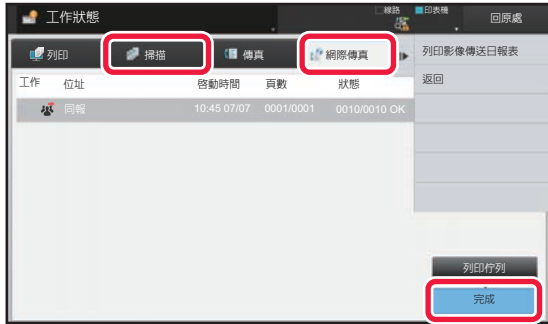 工作狀態
線路
印表機
回原處
列印
掃描
傳真
網際傳真
列印影像傳送日報表
工作
位址
啓動時間
頁數
狀態
返回
同報
10:45 07/07
0001/0001
0010/0010 OK
列印佇列
完成